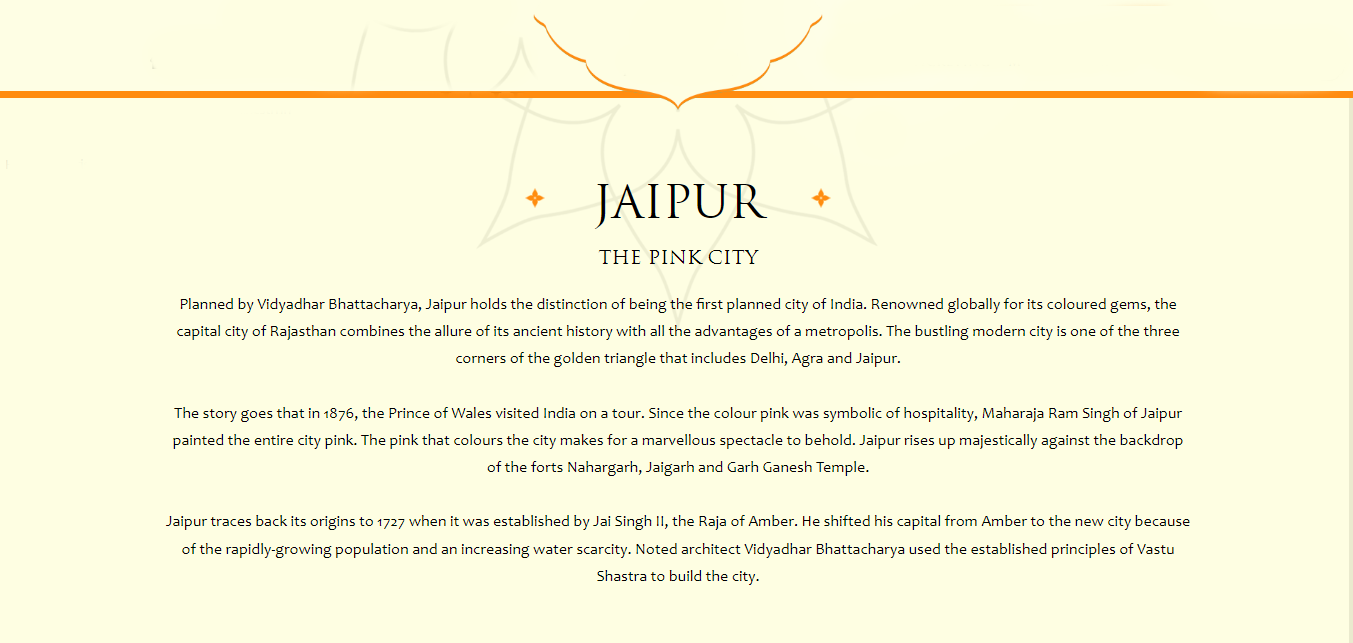 JAIPUR
THE PINK CITY
Planned by Vidyadhar Bhattacharya, Jaipur holds the distinction of being the first planned city of India. Renowned globally for its coloured gems, the
capital city of Rajasthan combines the allure of its ancient history with all the advantages of a metropolis. The bustling modern city is one of the three
corners of the golden triangle that includes Delhi, Agra and Jaipur.
The story goes that in 1876, the Prince of Wales visited India on a tour. Since the colour pink was symbolic of hospitality, Maharaja Ram Singh of Jaipur
painted the entire city pink. The pink that colours the city makes for a marvellous spectacle to behold. Jaipur rises up majestically against the backdrop
of the forts Nahargarh, Jaigarh and Garh Ganesh Temple.
Jaipur traces back its origins to 1727 when it was established by Jai Singh II, the Raja of Amber. He shifted his capital from Amber to the new city because
of the rapidly-growing population and an increasing water scarcity. Noted architect Vidyadhar Bhattacharya used the established principles of Vastu
Shastra to build the city.